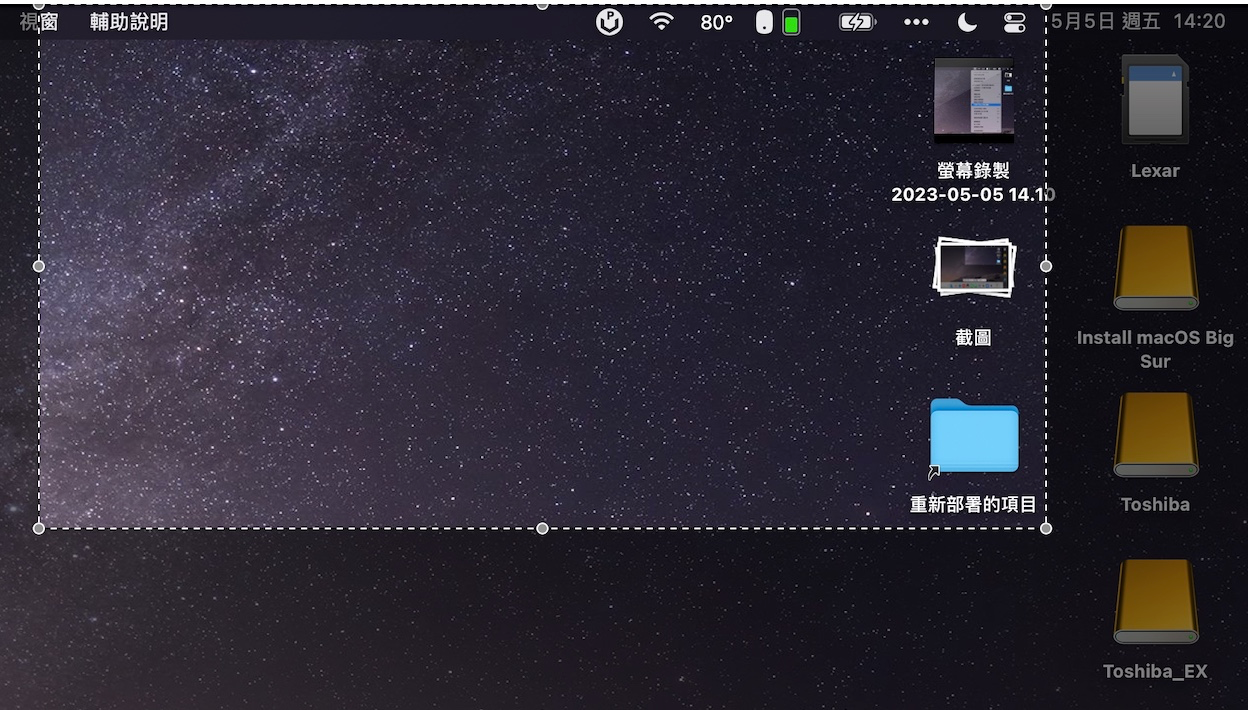 視窗 輔助說明 P 80° 5月5日 週五 14:20
螢幕錄製
2023-05-05 14.10
Lexar
截圖
Install macOS Big
Sur
重新部署的項目
Toshiba
Toshiba_EX